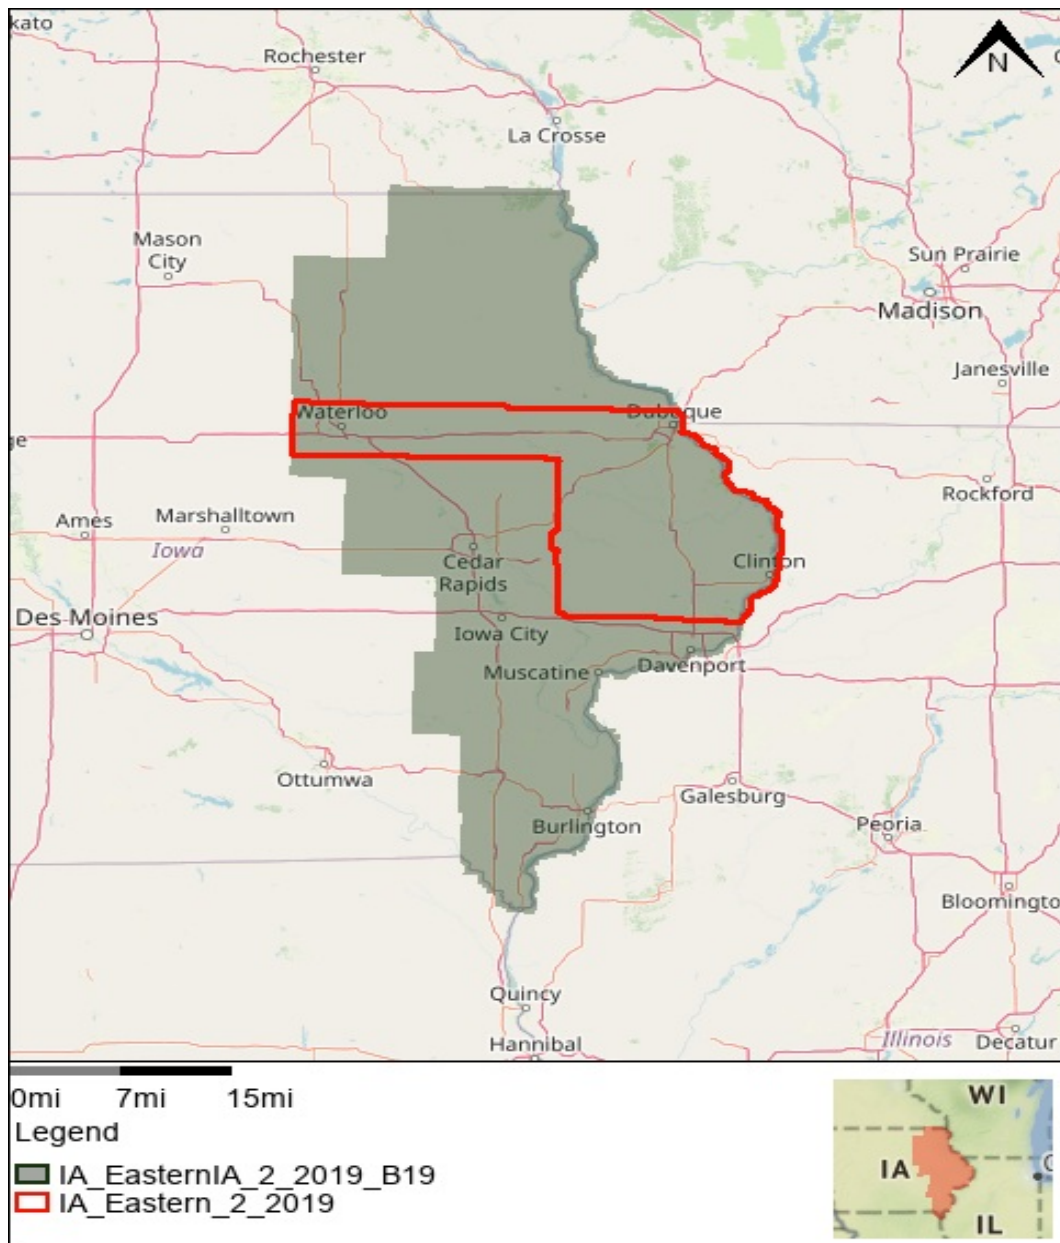 kato
Rochester
N
La Crosse
Mason
City
Sun Prairie
Madison
Janesville
Waterloo
Dubuque
ge
Rockford
Ames
Marshalltown
Iowa
Cedar
Rapids
Clinton
Des Moines
Iowa City
Muscatine
Davenport
Ottumwa
Galesburg
Burlington
Peoria
Bloomingto
Quincy
Hannibal
Illinois
Decatur
0mi 7mi 15mi
Legend
IA_EasternIA_2_2019_B19
IA_Eastern_2_2019
WI
IA
IL